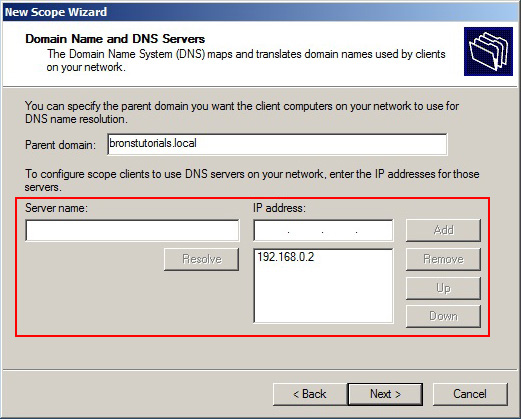 New Scope Wizard
Domain Name and DNS Servers
The Domain Name System (DNS) maps and translates domain names used by clients
on your network.
You can specify the parent domain you want the client computers on your network to use for
DNS name resolution.
Parent domain: bronstutorials.local
To configure scope clients to use DNS servers on your network, enter the IP addresses for those
servers.
Server name: IP address:
. . . Add
Resolve 192.168.0.2 Remove
Up
Down
< Back Next > Cancel